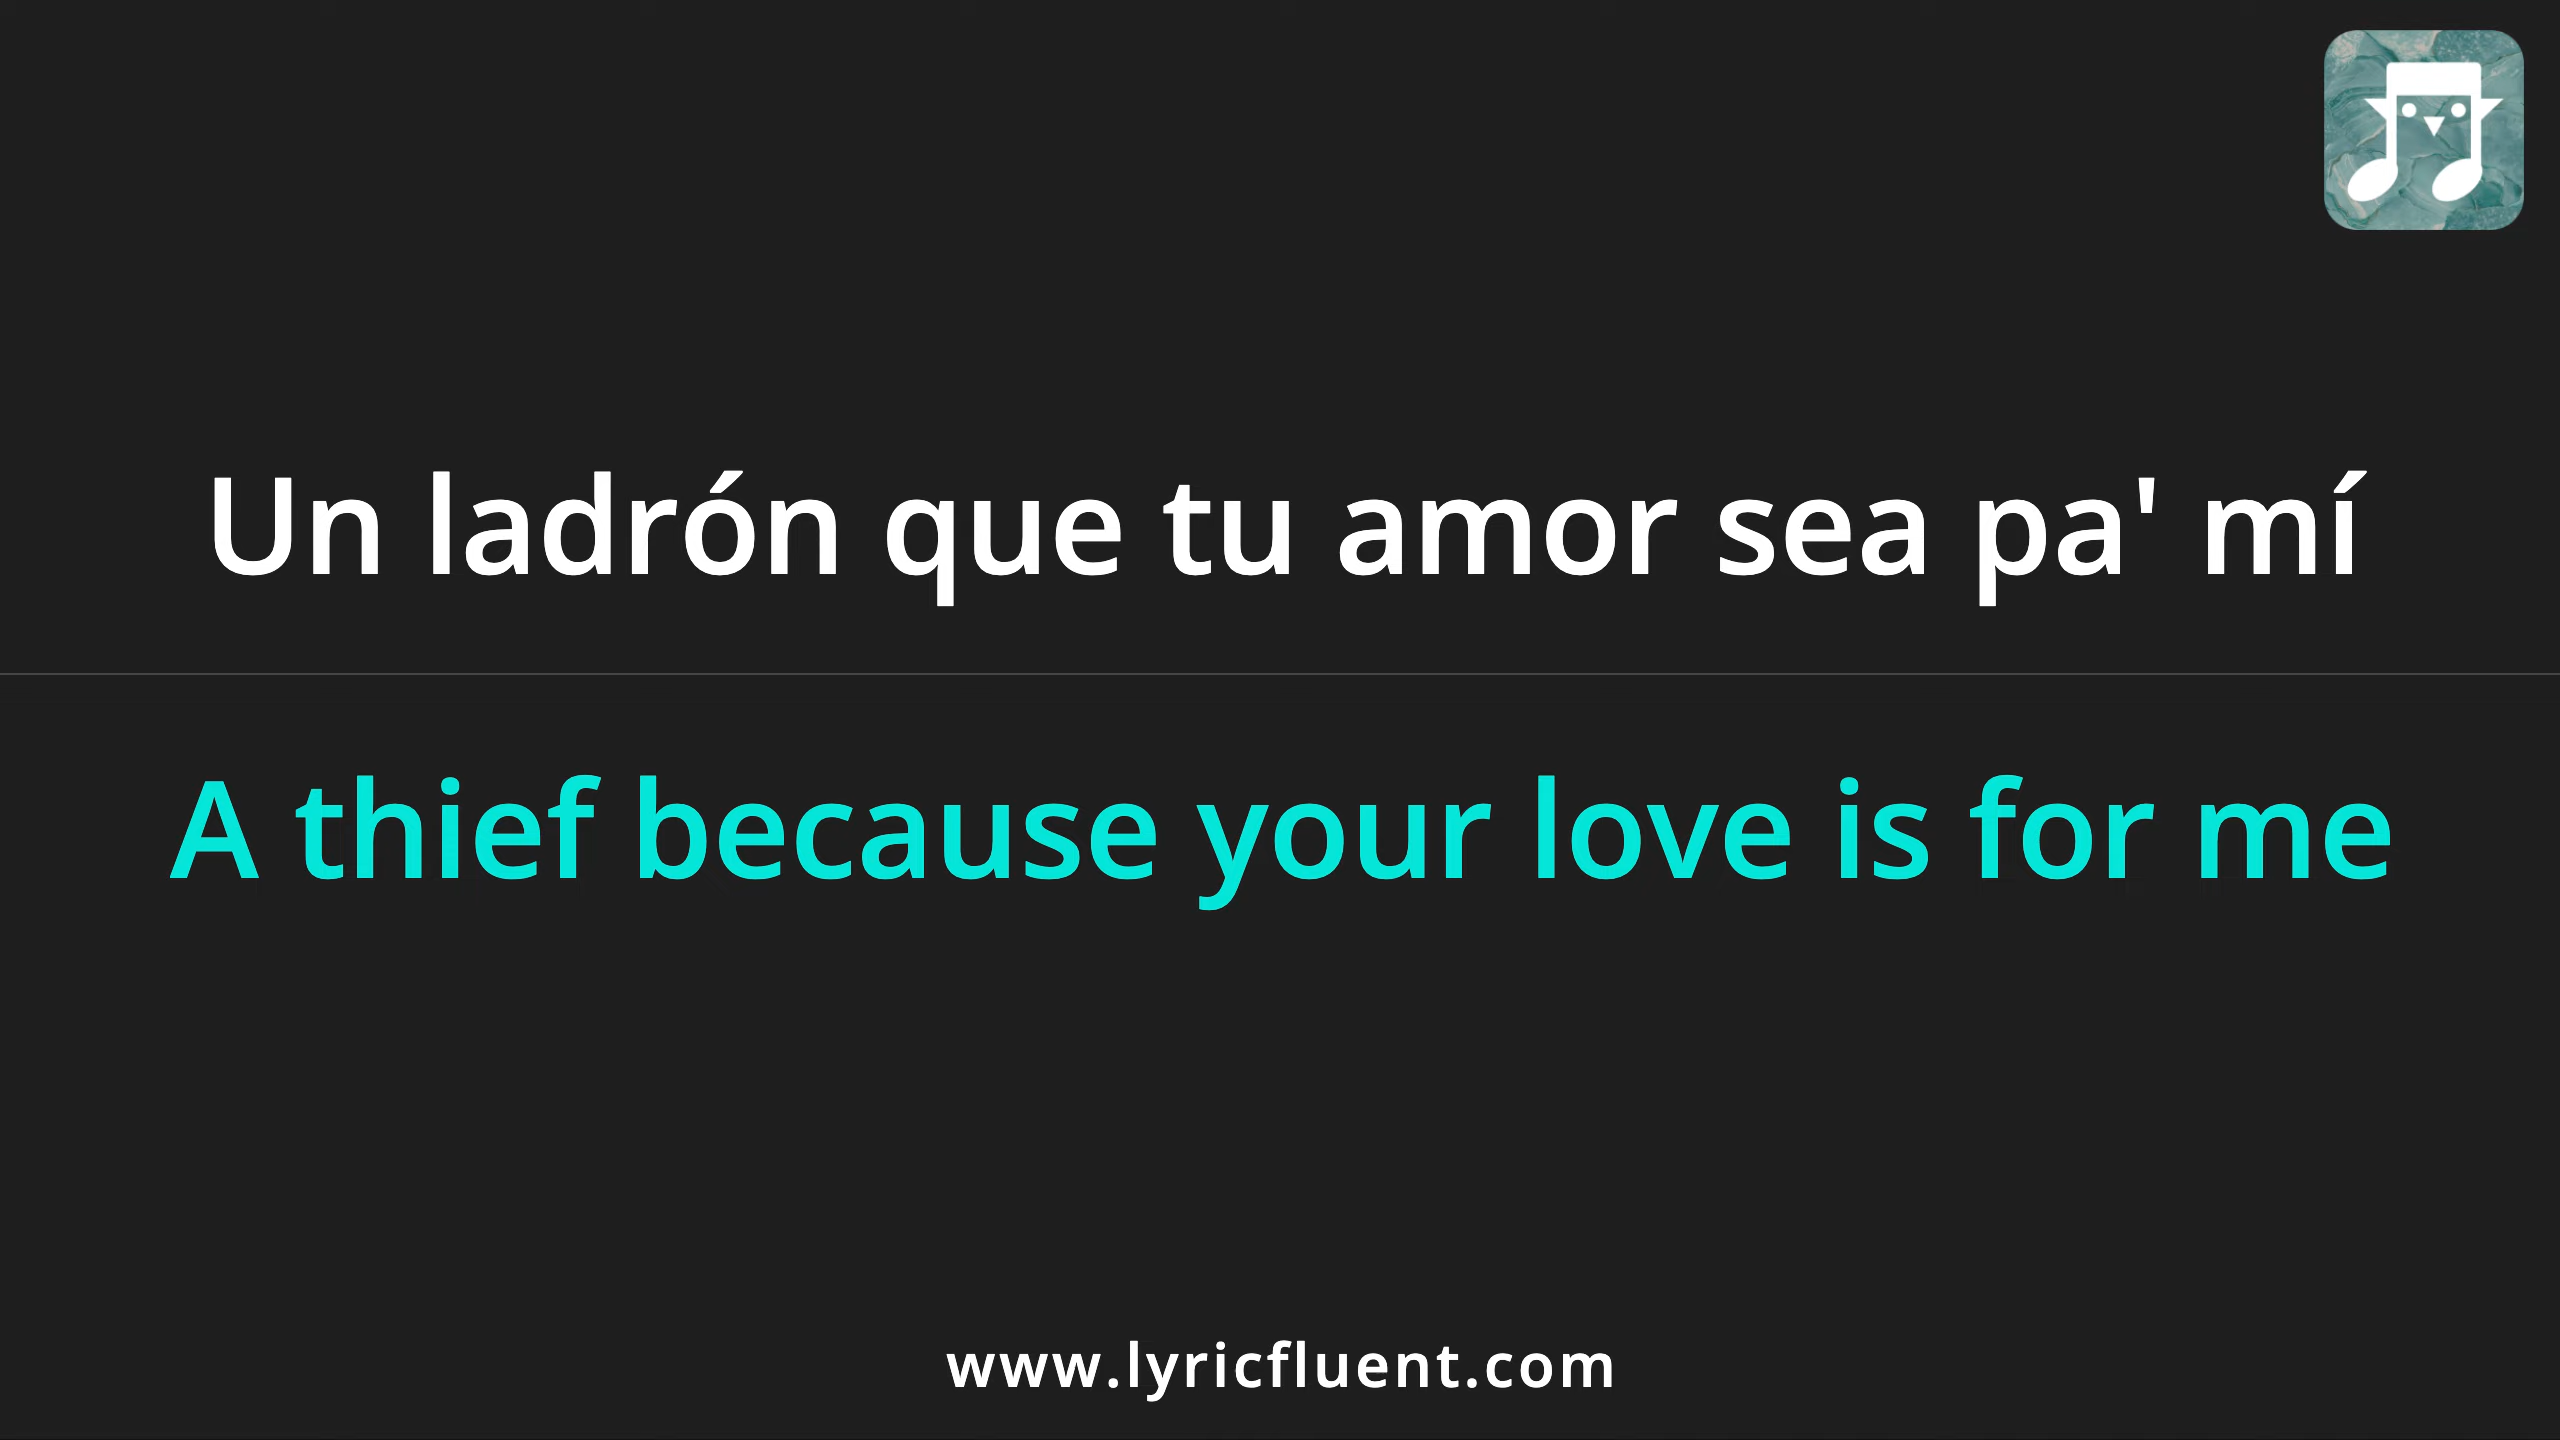 Un ladrón que tu amor sea pa' mí
A thief because your love is for me
www.lyricfluent.com